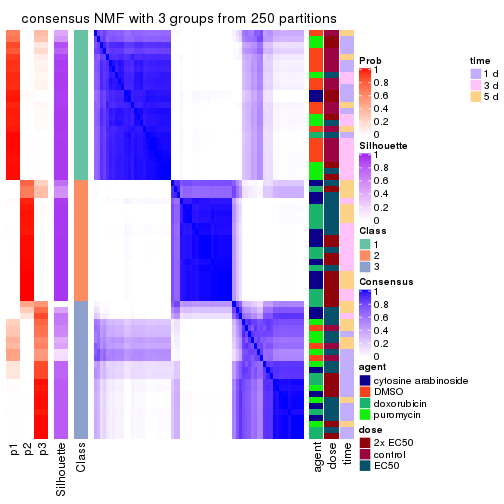 consensus NMF with 3 groups from 250 partitions
p1
p2
p3
Silhouette
Class
agent
dose
time
Prob
1
0.8
0.6
0.4
0.2
0
Silhouette
1
0.8
0.6
0.4
0.2
0
Class
1
2
3
Consensus
1
0.8
0.6
0.4
0.2
0
agent
cytosine arabinoside
DMSO
doxorubicin
puromycin
dose
2x EC50
control
EC50
time
1 d
3 d
5 d